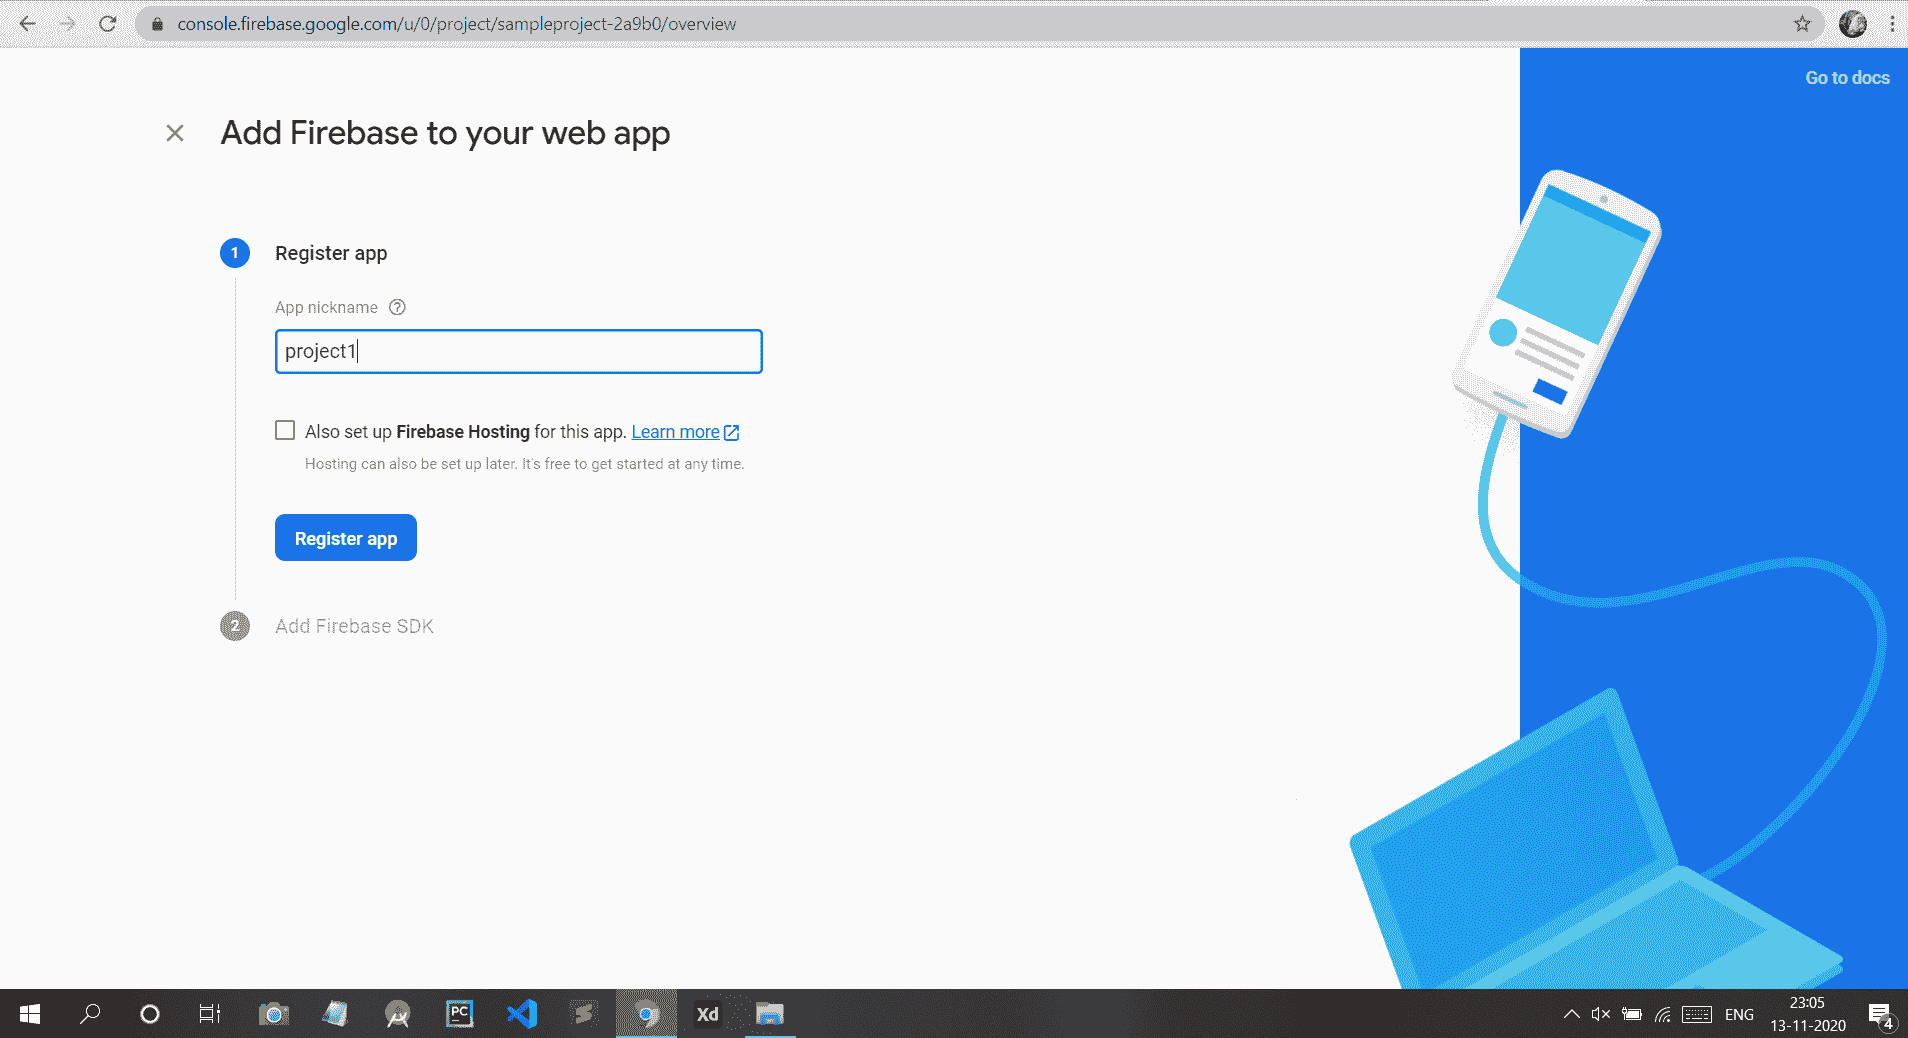 console.firebase.google.com/u/0/project/sampleproject-2a9b0/overview
Go to docs
Add Firebase to your web app
1 Register app
App nickname
project1
Also set up Firebase Hosting for this app. Learn more
Hosting can also be set up later. It's free to get started at any time.
Register app
2 Add Firebase SDK
PC
Xd
ENG
23:05
13-11-2020
4